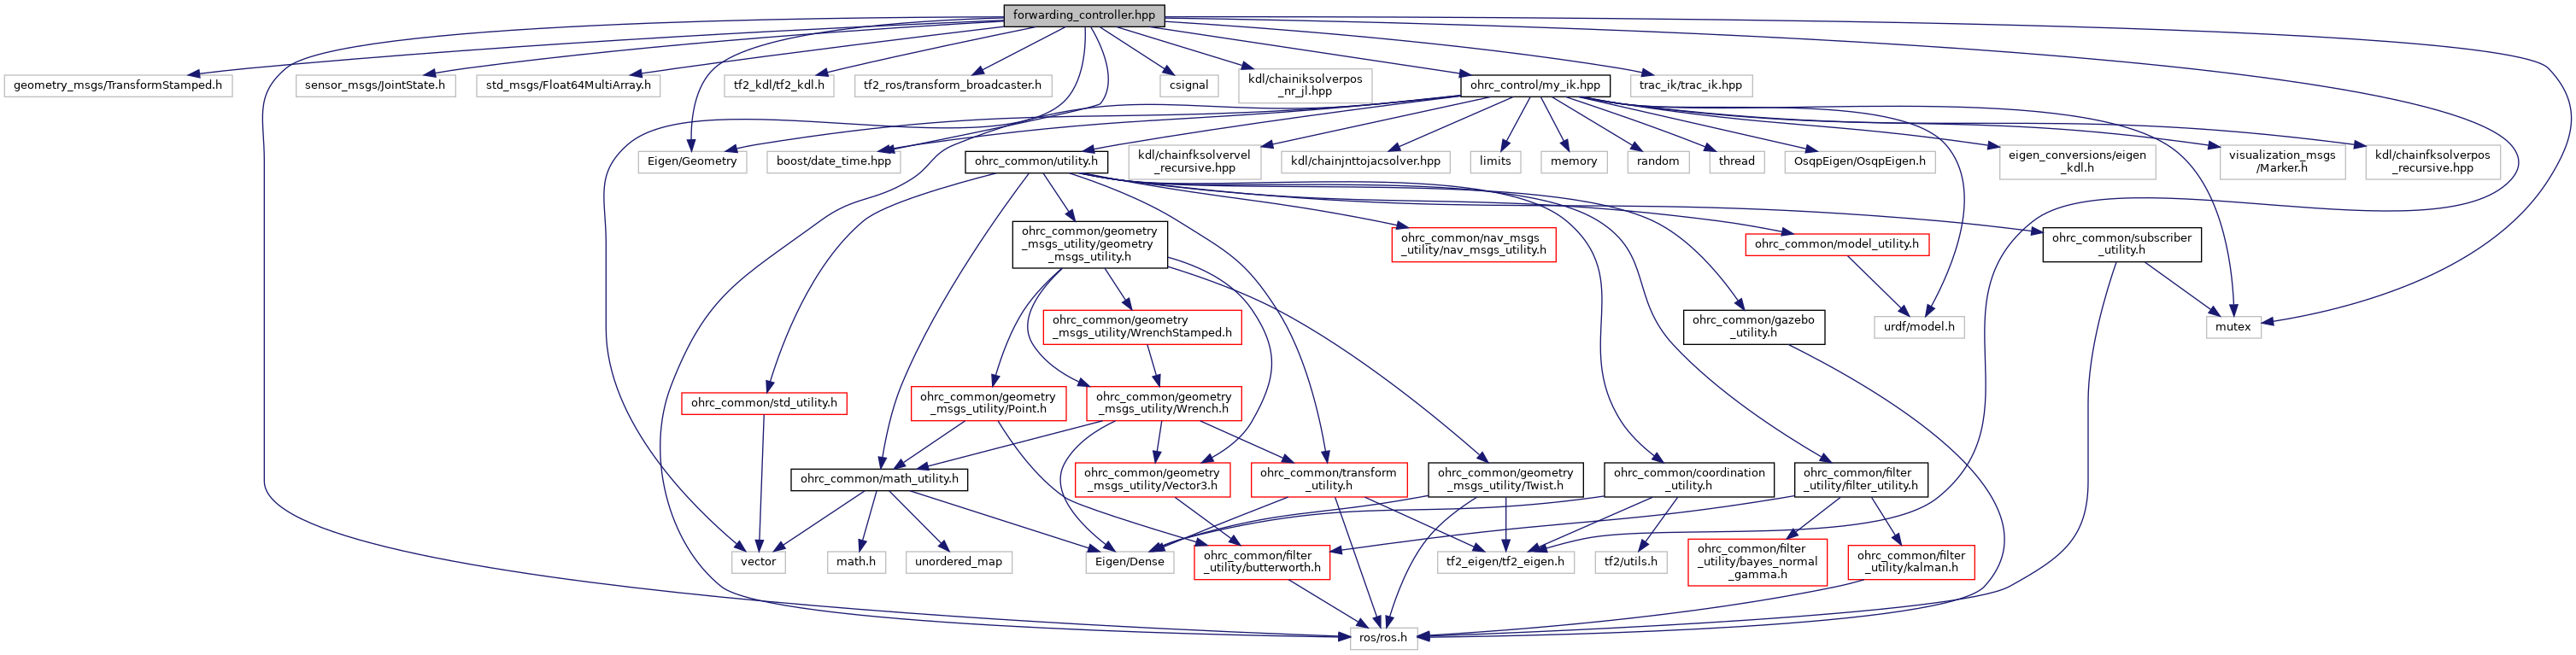 forwarding_controller.hpp
geometry_msgs/TransformStamped.h
sensor_msgs/JointState.h
std_msgs/Float64MultiArray.h
tf2_kdl/tf2_kdl.h
tf2_ros/transform_broadcaster.h
csignal
kdl/chainiksolverpos
_nr_jl.hpp
ohrc_control/my_ik.hpp
trac_ik/trac_ik.hpp
Eigen/Geometry
boost/date_time.hpp
ohrc_common/utility.h
kdl/chainfksolvervel
_recursive.hpp
kdl/chainjnttojacsolver.hpp
limits
memory
random
thread
OsqpEigen/OsqpEigen.h
eigen_conversions/eigen
_kdl.h
visualization_msgs
/Marker.h
kdl/chainfksolverpos
_recursive.hpp
ohrc_common/geometry
_msgs_utility/geometry
_msgs_utility.h
ohrc_common/nav_msgs
_utility/nav_msgs_utility.h
ohrc_common/model_utility.h
ohrc_common/subscriber
_utility.h
ohrc_common/geometry
_msgs_utility/WrenchStamped.h
ohrc_common/gazebo
_utility.h
urdf/model.h
mutex
ohrc_common/std_utility.h
ohrc_common/geometry
_msgs_utility/Point.h
ohrc_common/geometry
_msgs_utility/Wrench.h
ohrc_common/math_utility.h
ohrc_common/geometry
_msgs_utility/Vector3.h
ohrc_common/transform
_utility.h
ohrc_common/geometry
_msgs_utility/Twist.h
ohrc_common/coordination
_utility.h
ohrc_common/filter
_utility/filter_utility.h
vector
math.h
unordered_map
Eigen/Dense
ohrc_common/filter
_utility/butterworth.h
tf2_eigen/tf2_eigen.h
tf2/utils.h
ohrc_common/filter
_utility/bayes_normal
_gamma.h
ohrc_common/filter
_utility/kalman.h
ros/ros.h